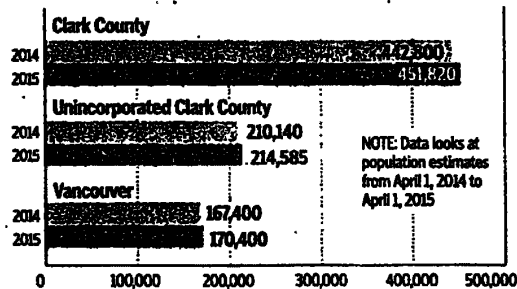 Clark County
2014 442,800
2015 451,820
Unincorporated Clark County
2014 210,140
2015 214,585
NOTE: Data looks at
population estimates
from April 1, 2014 to
April 1, 2015
Vancouver
2014 167,400
2015 170,400
0 100,000 200,000 300,000 400,000 500,000